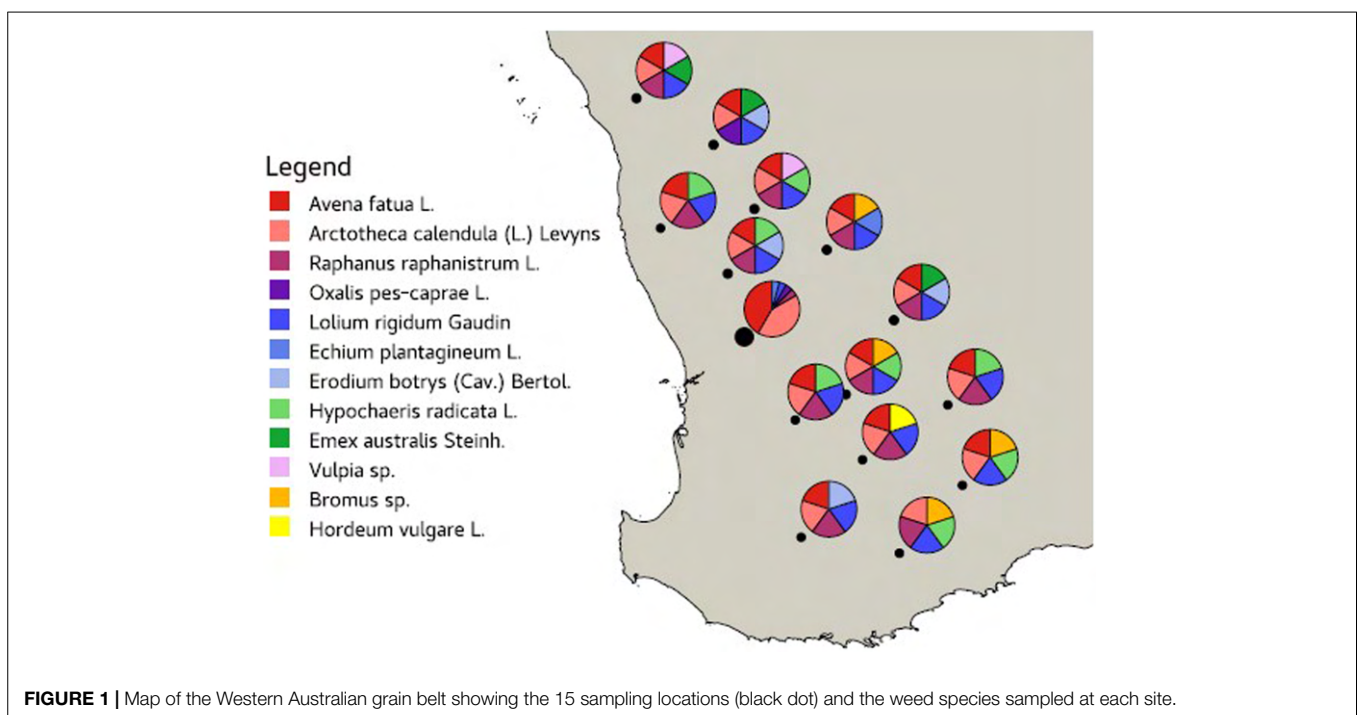 Legend
Avena fatua L.
Arctotheca calendula (L.) Levyns
Raphanus raphanistrum L.
Oxalis pes-caprae L.
Lolium rigidum Gaudin
Echium plantagineum L.
Erodium botrys (Cav.) Bertol.
Hypochaeris radicata L.
Emex australis Steinh.
Vulpia sp.
Bromus sp.
Hordeum vulgare L.
FIGURE 1 | Map of the Western Australian grain belt showing the 15 sampling locations (black dot) and the weed species sampled at each site.